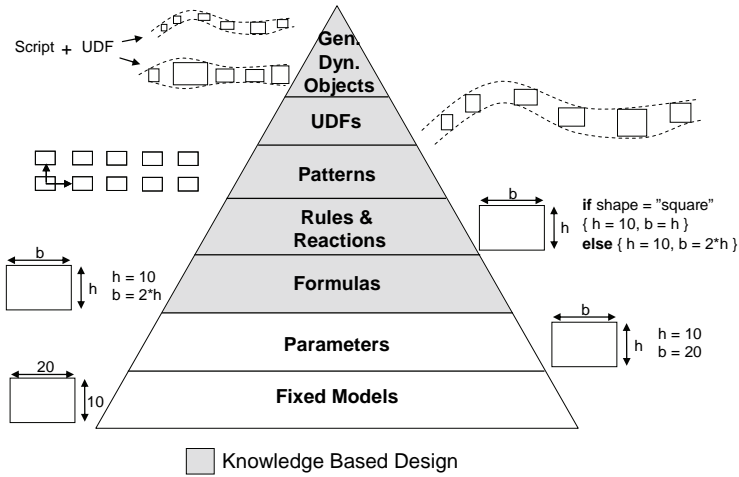 Script + UDF
Gen.
Dyn.
Objects
UDFs
Patterns
b
h
if shape = ”square”
{ h = 10, b = h }
else { h = 10, b = 2*h }
Rules &
Reactions
b
h
h = 10
b = 2*h
Formulas
b
h
h = 10
b = 20
Parameters
20
10
Fixed Models
Knowledge Based Design